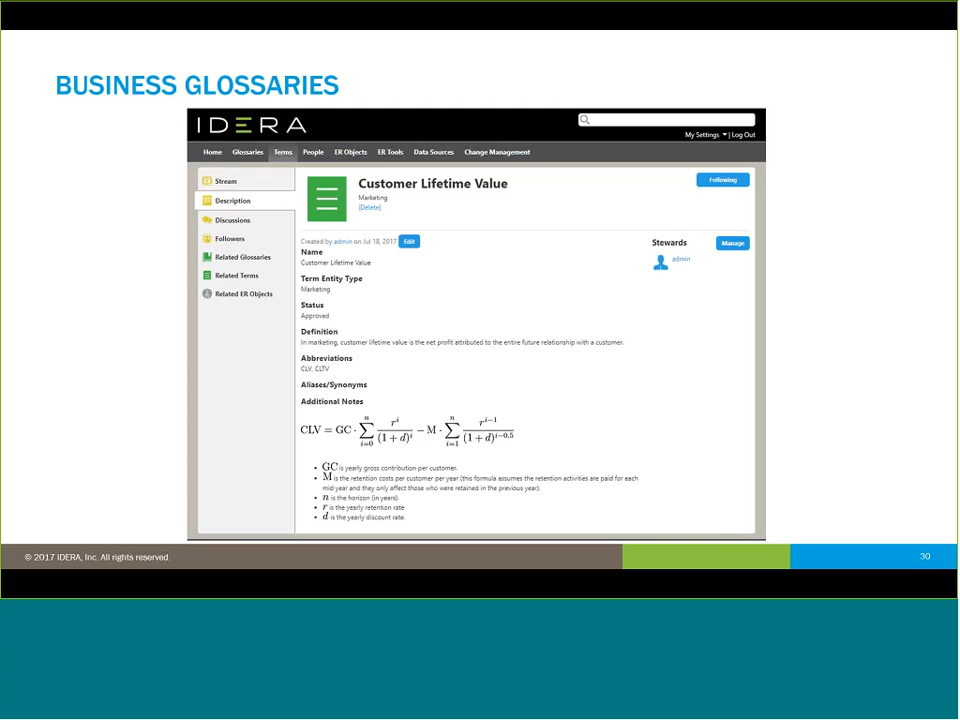 BUSINESS GLOSSARIES
IDERA
My Settings | Log Out
Home Glossaries Terms People ER Objects ER Tools Data Sources Change Management
Stream
Description
Discussions
Followers
Related Glossaries
Related Terms
Related ER Objects
Customer Lifetime Value
Marketing
[Delete]
Following
Created by admin on Jul 18, 2017 Edit
Stewards
Manage
admin
Name
Customer Lifetime Value
Term Entity Type
Marketing
Status
Approved
Definition
In marketing, customer lifetime value is the net profit attributed to the entire future relationship with a customer.
Abbreviations
CLV, CLTV
Aliases/Synonyms
Additional Notes
CLV = GC · ∑_{i=0}^{n} r^i / (1 + d)^i − M · ∑_{i=1}^{n} r^{i−1} / (1 + d)^{i−0.5}
• GC is yearly gross contribution per customer.
• M is the retention costs per customer per year (this formula assumes the retention activities are paid for each
mid year and they only affect those who were retained in the previous year).
• n is the horizon (in years).
• r is the yearly retention rate
• d is the yearly discount rate.
© 2017 IDERA, Inc. All rights reserved.
30